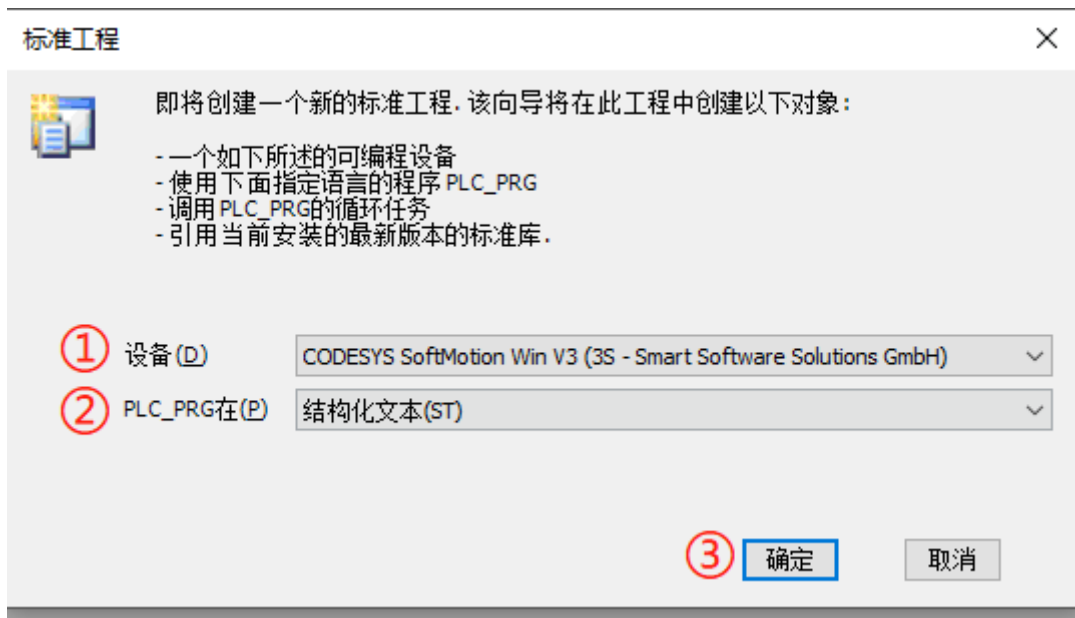 标准工程
即将创建一个新的标准工程.该向导将在此工程中创建以下对象:
-一个如下所述的可编程设备
-使用下面指定语言的程序 PLC_PRG
-调用 PLC_PRG的循环任务
-引用当前安装的最新版本的标准库.
① 设备(D) CODESYS SoftMotion Win V3 (3S - Smart Software Solutions GmbH)
② PLC_PRG在(P) 结构化文本(ST)
③ 确定 取消